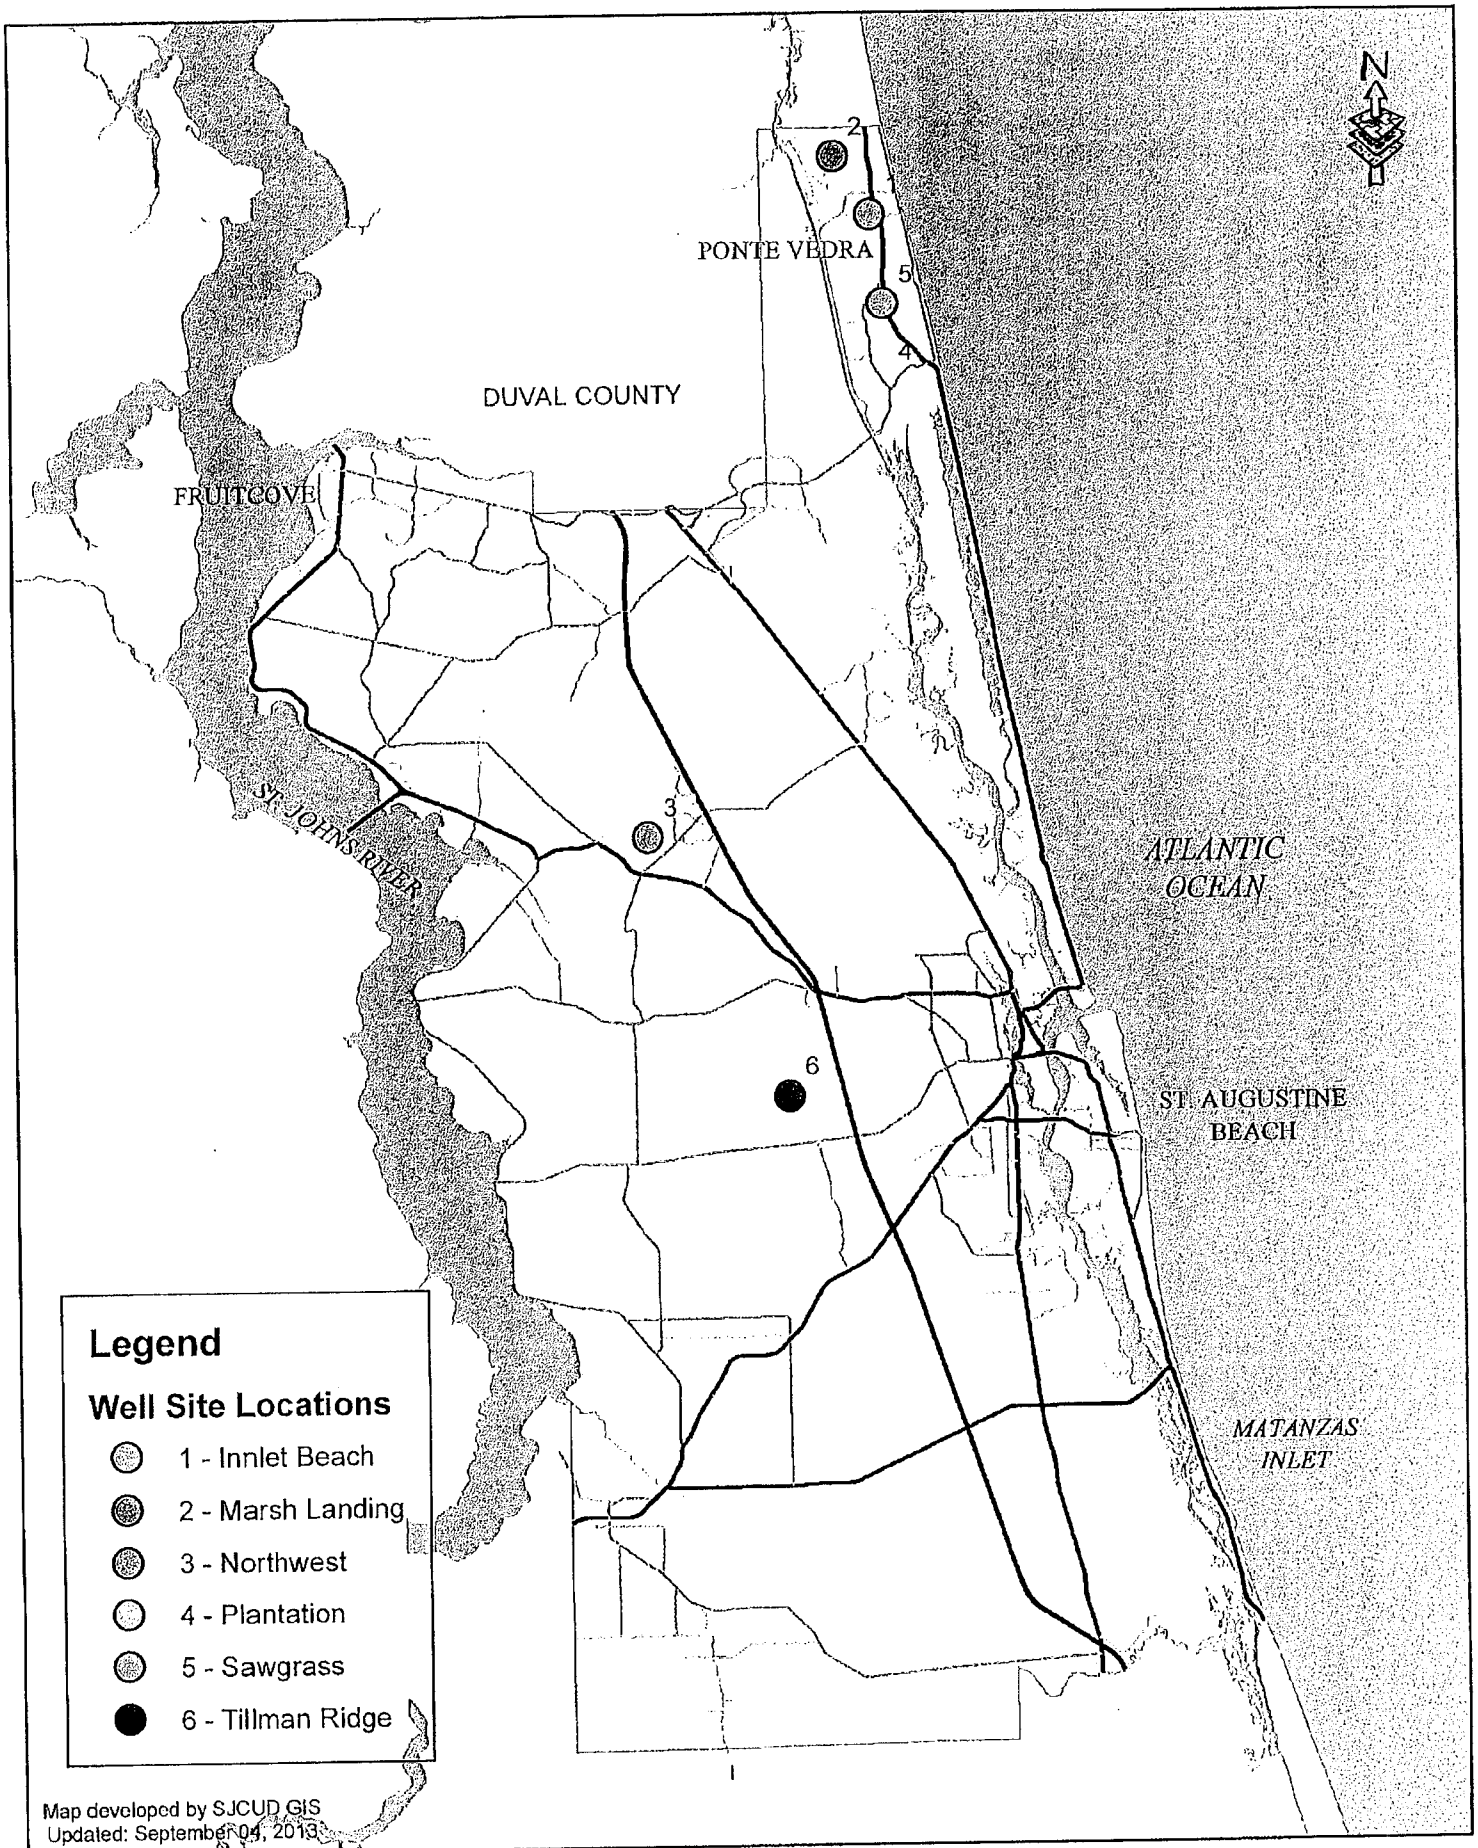 N
2
PONTE VEDRA
5
4
DUVAL COUNTY
FRUITCOVE
3
ST. JOHNS RIVER
ATLANTIC
OCEAN
6
ST. AUGUSTINE
BEACH
MATANZAS
INLET
Legend
Well Site Locations
1 - Innlet Beach
2 - Marsh Landing
3 - Northwest
4 - Plantation
5 - Sawgrass
6 - Tillman Ridge
Map developed by SJCUD GIS
Updated: September 04, 2013